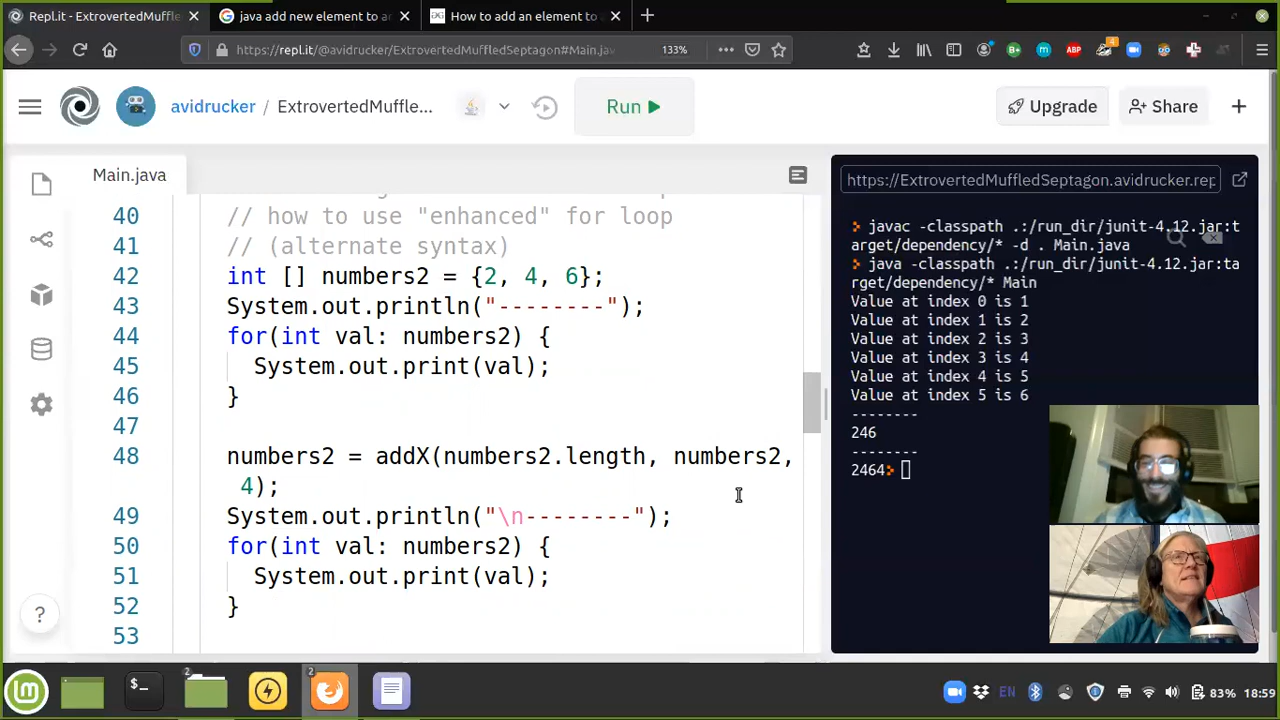 Repl.it - ExtrovertedMuffle
java add new element to a
How to add an element to
https://repl.it/@avidrucker/ExtrovertedMuffledSeptagon#Main.jav
133%
avidrucker / ExtrovertedMuffle...
Run
Upgrade
Share
Main.java
https://ExtrovertedMuffledSeptagon.avidrucker.rep
40 // how to use "enhanced" for loop
41 // (alternate syntax)
42 int [] numbers2 = {2, 4, 6};
43 System.out.println("--------");
44 for(int val: numbers2) {
45 System.out.print(val);
46 }
47
48 numbers2 = addX(numbers2.length, numbers2,
4);
49 System.out.println("\n--------");
50 for(int val: numbers2) {
51 System.out.print(val);
52 }
53
javac -classpath .:/run_dir/junit-4.12.jar:t
arget/dependency/* -d . Main.java
java -classpath .:/run_dir/junit-4.12.jar:ta
rget/dependency/* Main
Value at index 0 is 1
Value at index 1 is 2
Value at index 2 is 3
Value at index 3 is 4
Value at index 4 is 5
Value at index 5 is 6
--------
246
--------
2464
?
2
2
EN
83%
18:59